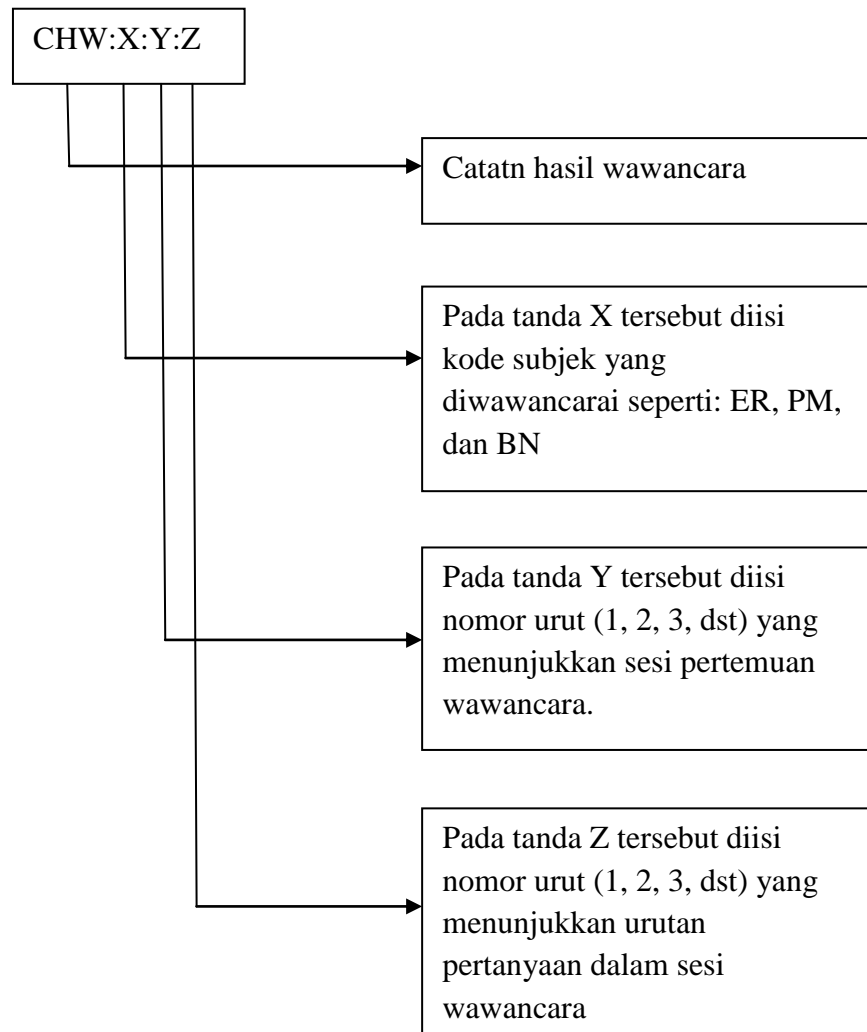 CHW:X:Y:Z
Catatn hasil wawancara
Pada tanda X tersebut diisi
kode subjek yang
diwawancarai seperti: ER, PM,
dan BN
Pada tanda Y tersebut diisi
nomor urut (1, 2, 3, dst) yang
menunjukkan sesi pertemuan
wawancara.
Pada tanda Z tersebut diisi
nomor urut (1, 2, 3, dst) yang
menunjukkan urutan
pertanyaan dalam sesi
wawancara